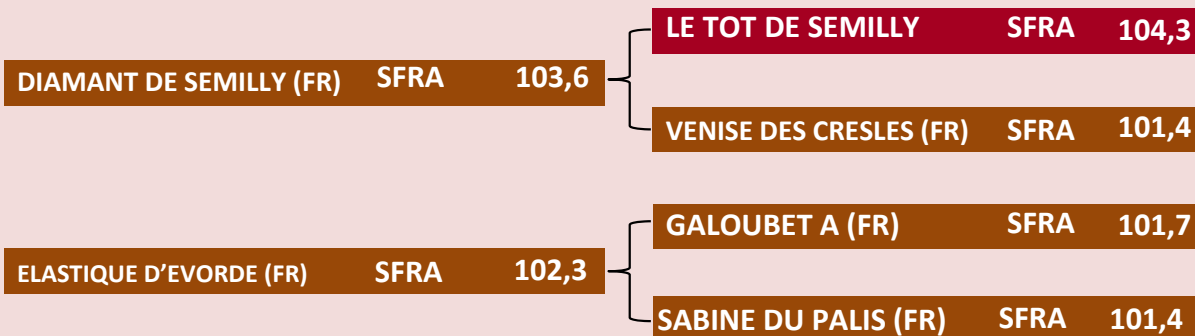 LE TOT DE SEMILLY SFRA 104,3
DIAMANT DE SEMILLY (FR) SFRA 103,6
VENISE DES CRESLES (FR) SFRA 101,4
GALOUBET A (FR) SFRA 101,7
ELASTIQUE D’EVORDE (FR) SFRA 102,3
SABINE DU PALIS (FR) SFRA 101,4